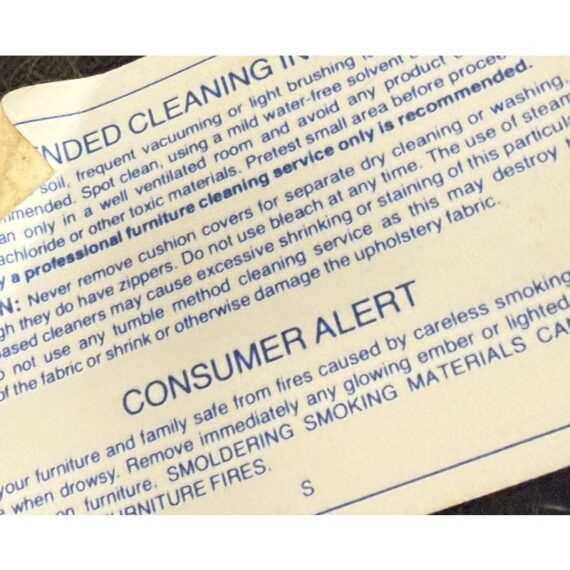 NDED CLEANING IN
soil, frequent vacuuming or light brushing
mmended. Spot clean, using a mild water-free solvent
an only in a well ventilated room and avoid any product
achloride or other toxic materials. Pretest small area before procee
y a professional furniture cleaning service only is recommended.
N: Never remove cushion covers for separate dry cleaning or washing,
gh they do have zippers. Do not use bleach at any time. The use of steam
ased cleaners may cause excessive shrinking or staining of this particula
o not use any tumble method cleaning service as this may destroy t
of the fabric or shrink or otherwise damage the upholstery fabric.
CONSUMER ALERT
your furniture and family safe from fires caused by careless smoking
when drowsy. Remove immediately any glowing ember or lighted
on furniture. SMOLDERING SMOKING MATERIALS CA
URNITURE FIRES.
S